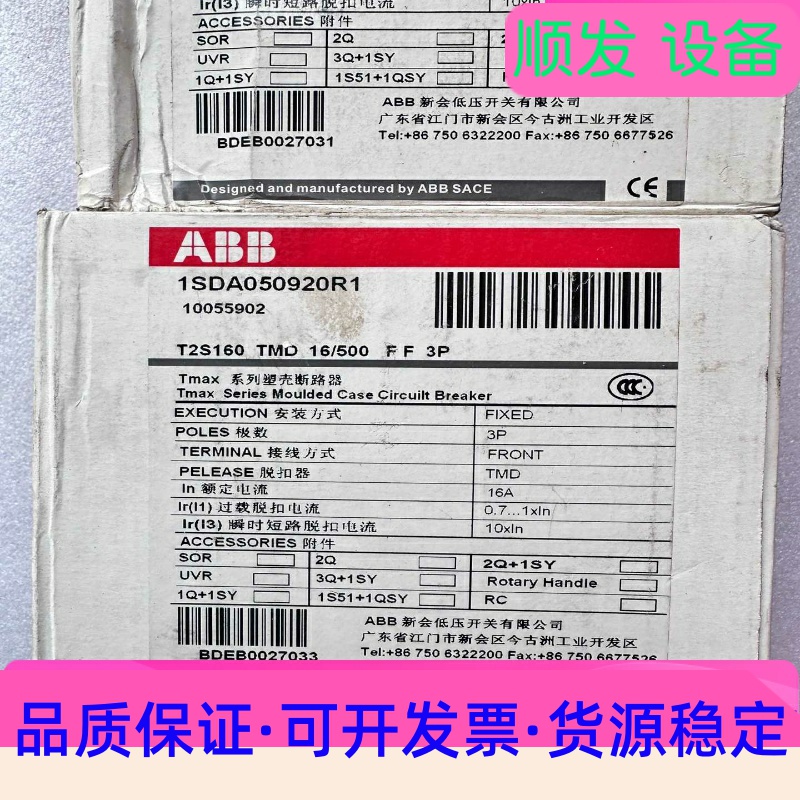 Ir(I3) 瞬时短路脱扣电流 10xIn
ACCESSORIES 附件
SOR 2Q
UVR 3Q+1SY
1Q+1SY 1S51+1QSY
顺发 设备
BDEB0027031
ABB 新会低压开关有限公司
广东省江门市新会区今古洲工业开发区
Tel:+86 750 6322200 Fax:+86 750 6677526
Designed and manufactured by ABB SACE
CE
ABB
1SDA050920R1
10055902
T2S160 TMD 16/500 F F 3P
Tmax 系列塑壳断路器
Tmax Series Moulded Case Circuilt Breaker
CCC
EXECUTION 安装方式 FIXED
POLES 极数 3P
TERMINAL 接线方式 FRONT
PELEASE 脱扣器 TMD
In 额定电流 16A
Ir(I1) 过载脱扣电流 0.7...1xIn
Ir(I3) 瞬时短路脱扣电流 10xIn
ACCESSORIES 附件
SOR 2Q 2Q+1SY
UVR 3Q+1SY Rotary Handle
1Q+1SY 1S51+1QSY RC
BDEB0027033
ABB 新会低压开关有限公司
广东省江门市新会区今古洲工业开发区
Tel:+86 750 6322200 Fax:+86 750 6677526
品质保证·可开发票·货源稳定